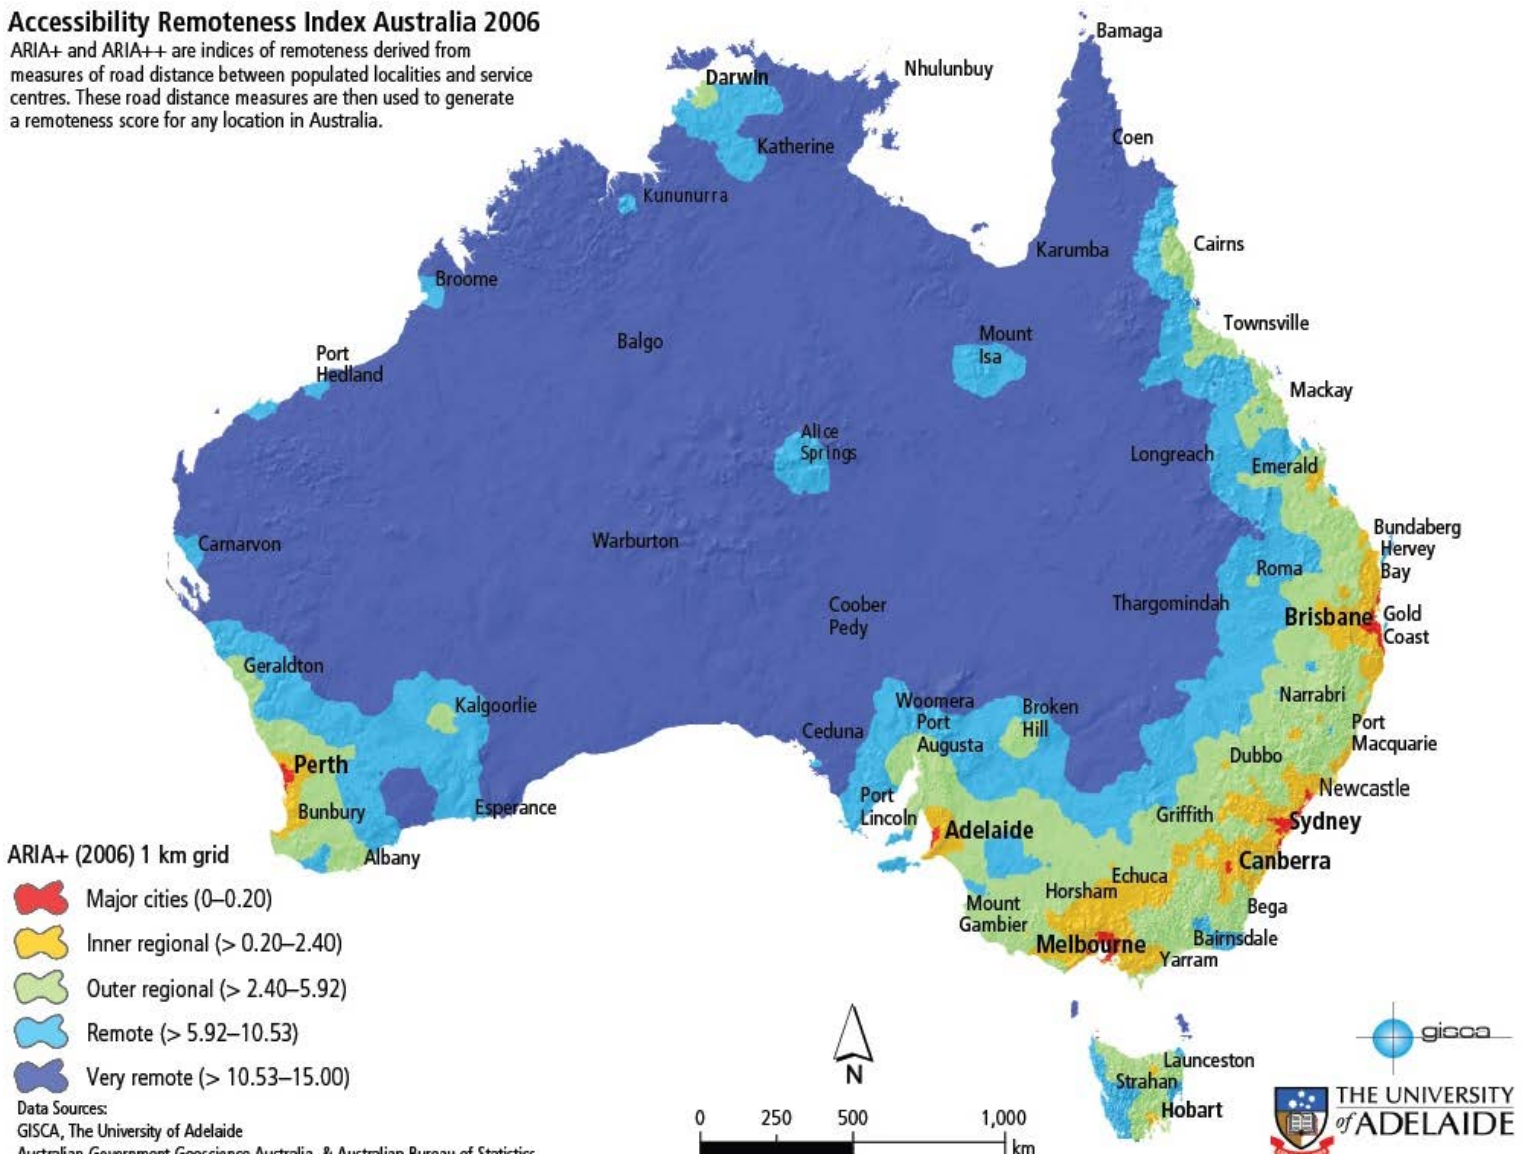 Accessibility Remoteness Index Australia 2006
ARIA+ and ARIA++ are indices of remoteness derived from
measures of road distance between populated localities and service
centres. These road distance measures are then used to generate
a remoteness score for any location in Australia.
Bamaga
Nhulunbuy
Darwin
Coen
Katherine
Kununurra
Cairns
Karumba
Broome
Townsville
Mount
Isa
Balgo
Port
Hedland
Mackay
Alice
Springs
Longreach
Emerald
Bundaberg
Hervey
Bay
Carnarvon
Warburton
Roma
Coober
Pedy
Thargomindah
Brisbane
Gold
Coast
Geraldton
Kalgoorlie
Woomera
Port
Augusta
Broken
Hill
Narrabri
Ceduna
Port
Macquarie
Dubbo
Perth
Newcastle
Port
Lincoln
Esperance
Bunbury
Griffith
Sydney
Adelaide
Albany
Canberra
Echuca
Horsham
Mount
Gambier
Bega
Bairnsdale
Melbourne
Yarram
Launceston
Strahan
Hobart
ARIA+ (2006) 1 km grid
Major cities (0–0.20)
Inner regional (> 0.20–2.40)
Outer regional (> 2.40–5.92)
Remote (> 5.92–10.53)
Very remote (> 10.53–15.00)
Data Sources:
GISCA, The University of Adelaide
Australian Government Geoscience Australia, & Australian Bureau of Statistics
N
0 250 500 1,000
km
gisca
THE UNIVERSITY
of ADELAIDE